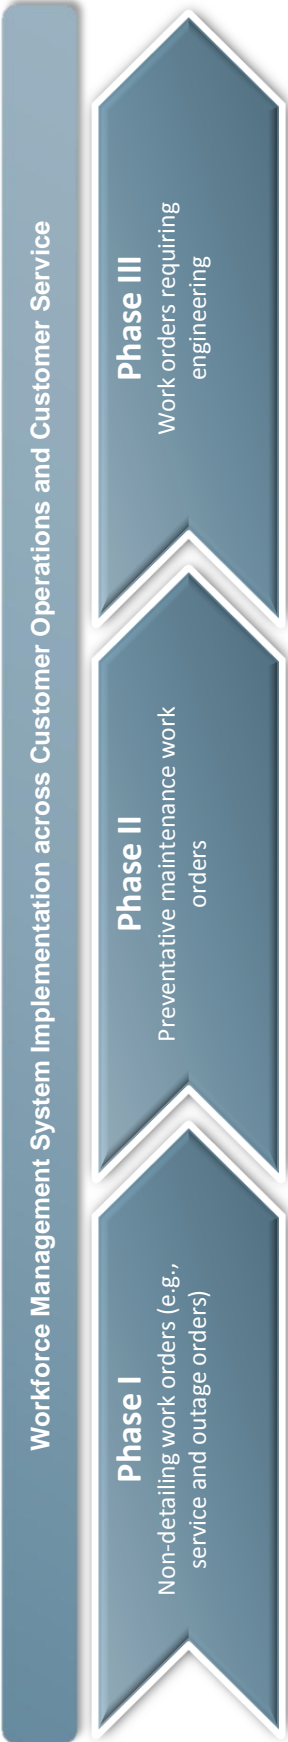 Workforce Management System Implementation across Customer Operations and Customer Service
Phase I
Non-detailing work orders (e.g.,
service and outage orders)
Phase II
Preventative maintenance work
orders
Phase III
Work orders requiring
engineering